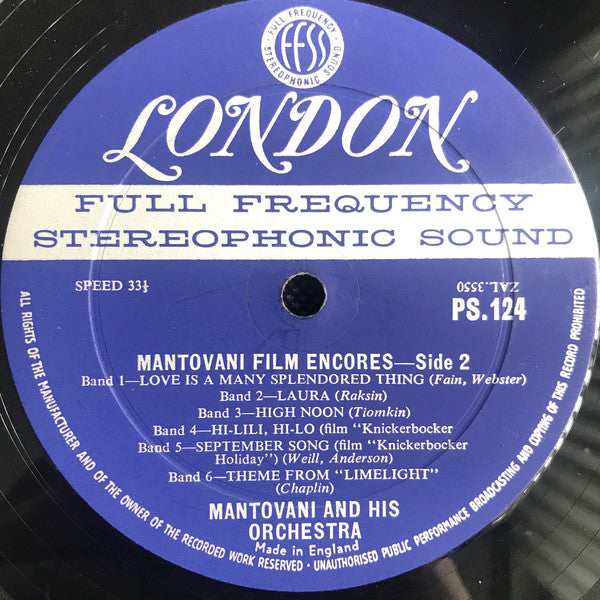 FULL FREQUENCY
ffss
STEREOPHONIC SOUND
LONDON
FULL FREQUENCY
STEREOPHONIC SOUND
SPEED 33⅓
ZAL.3550
PS.124
MANTOVANI FILM ENCORES—Side 2
Band 1—LOVE IS A MANY SPLENDORED THING (Fain, Webster)
Band 2—LAURA (Raksin)
Band 3—HIGH NOON (Tiomkin)
Band 4—HI-LILI, HI-LO (film "Knickerbocker
Band 5—SEPTEMBER SONG (film "Knickerbocker
Holiday") (Weill, Anderson)
Band 6—THEME FROM "LIMELIGHT"
(Chaplin)
MANTOVANI AND HIS
ORCHESTRA
Made in England
ALL RIGHTS OF THE MANUFACTURER AND OF THE OWNER OF THE RECORDED WORK RESERVED · UNAUTHORISED PUBLIC PERFORMANCE BROADCASTING AND COPYING OF THIS RECORD PROHIBITED